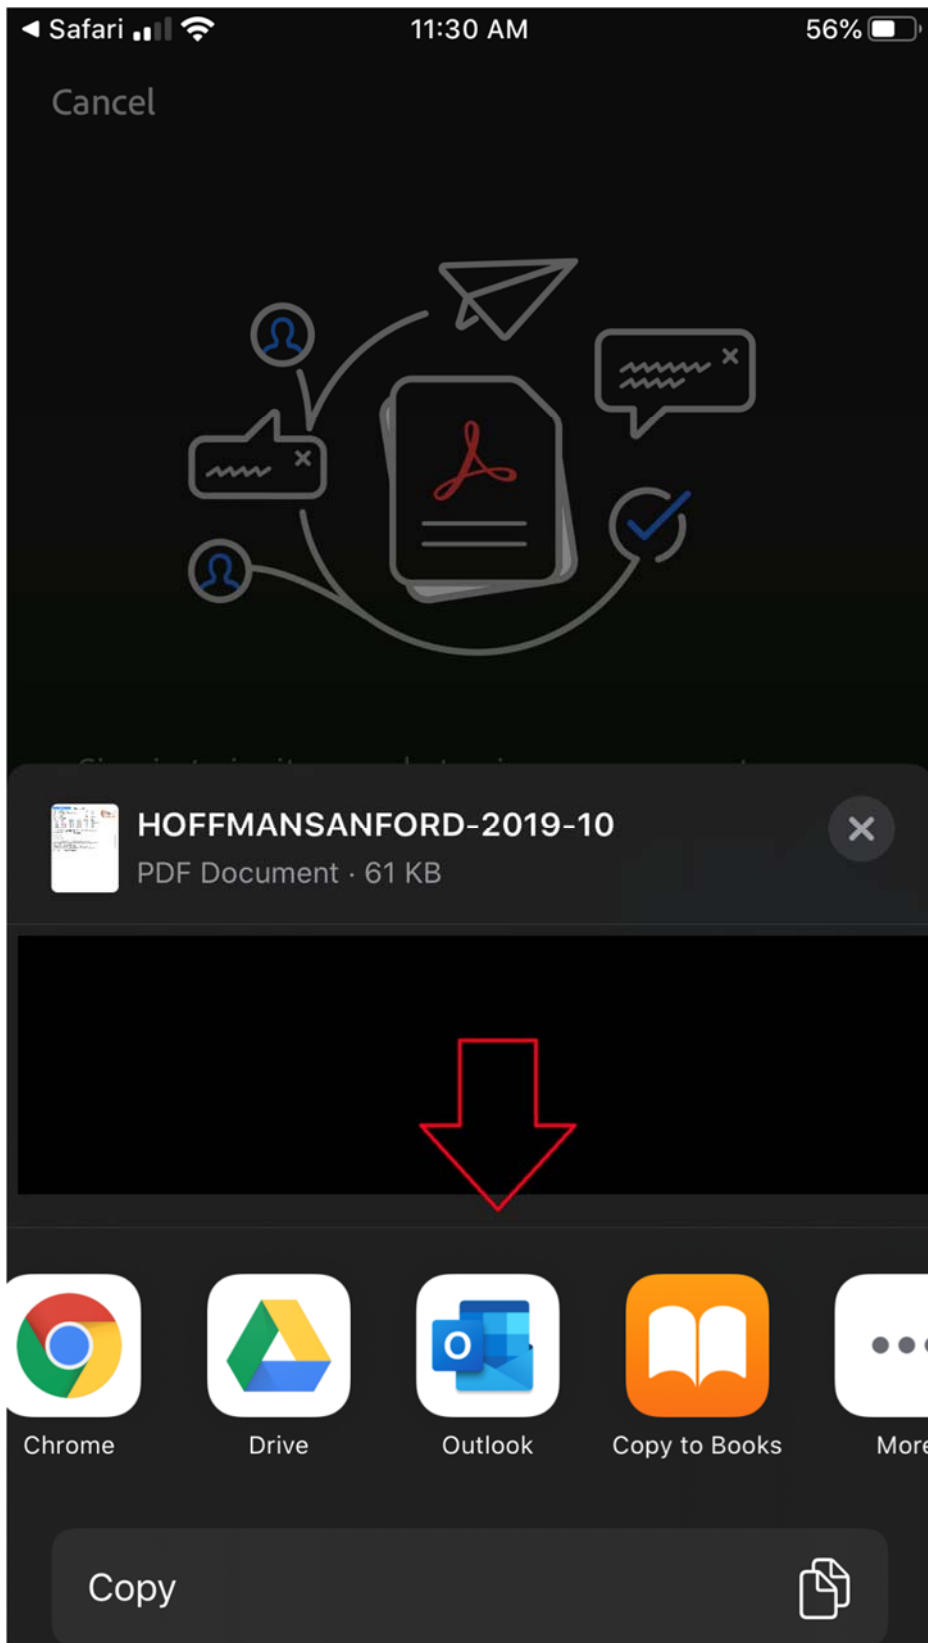 Safari 11:30 AM 56%
Cancel
HOFFMANSANFORD-2019-10
PDF Document · 61 KB
Chrome Drive Outlook Copy to Books More
Copy